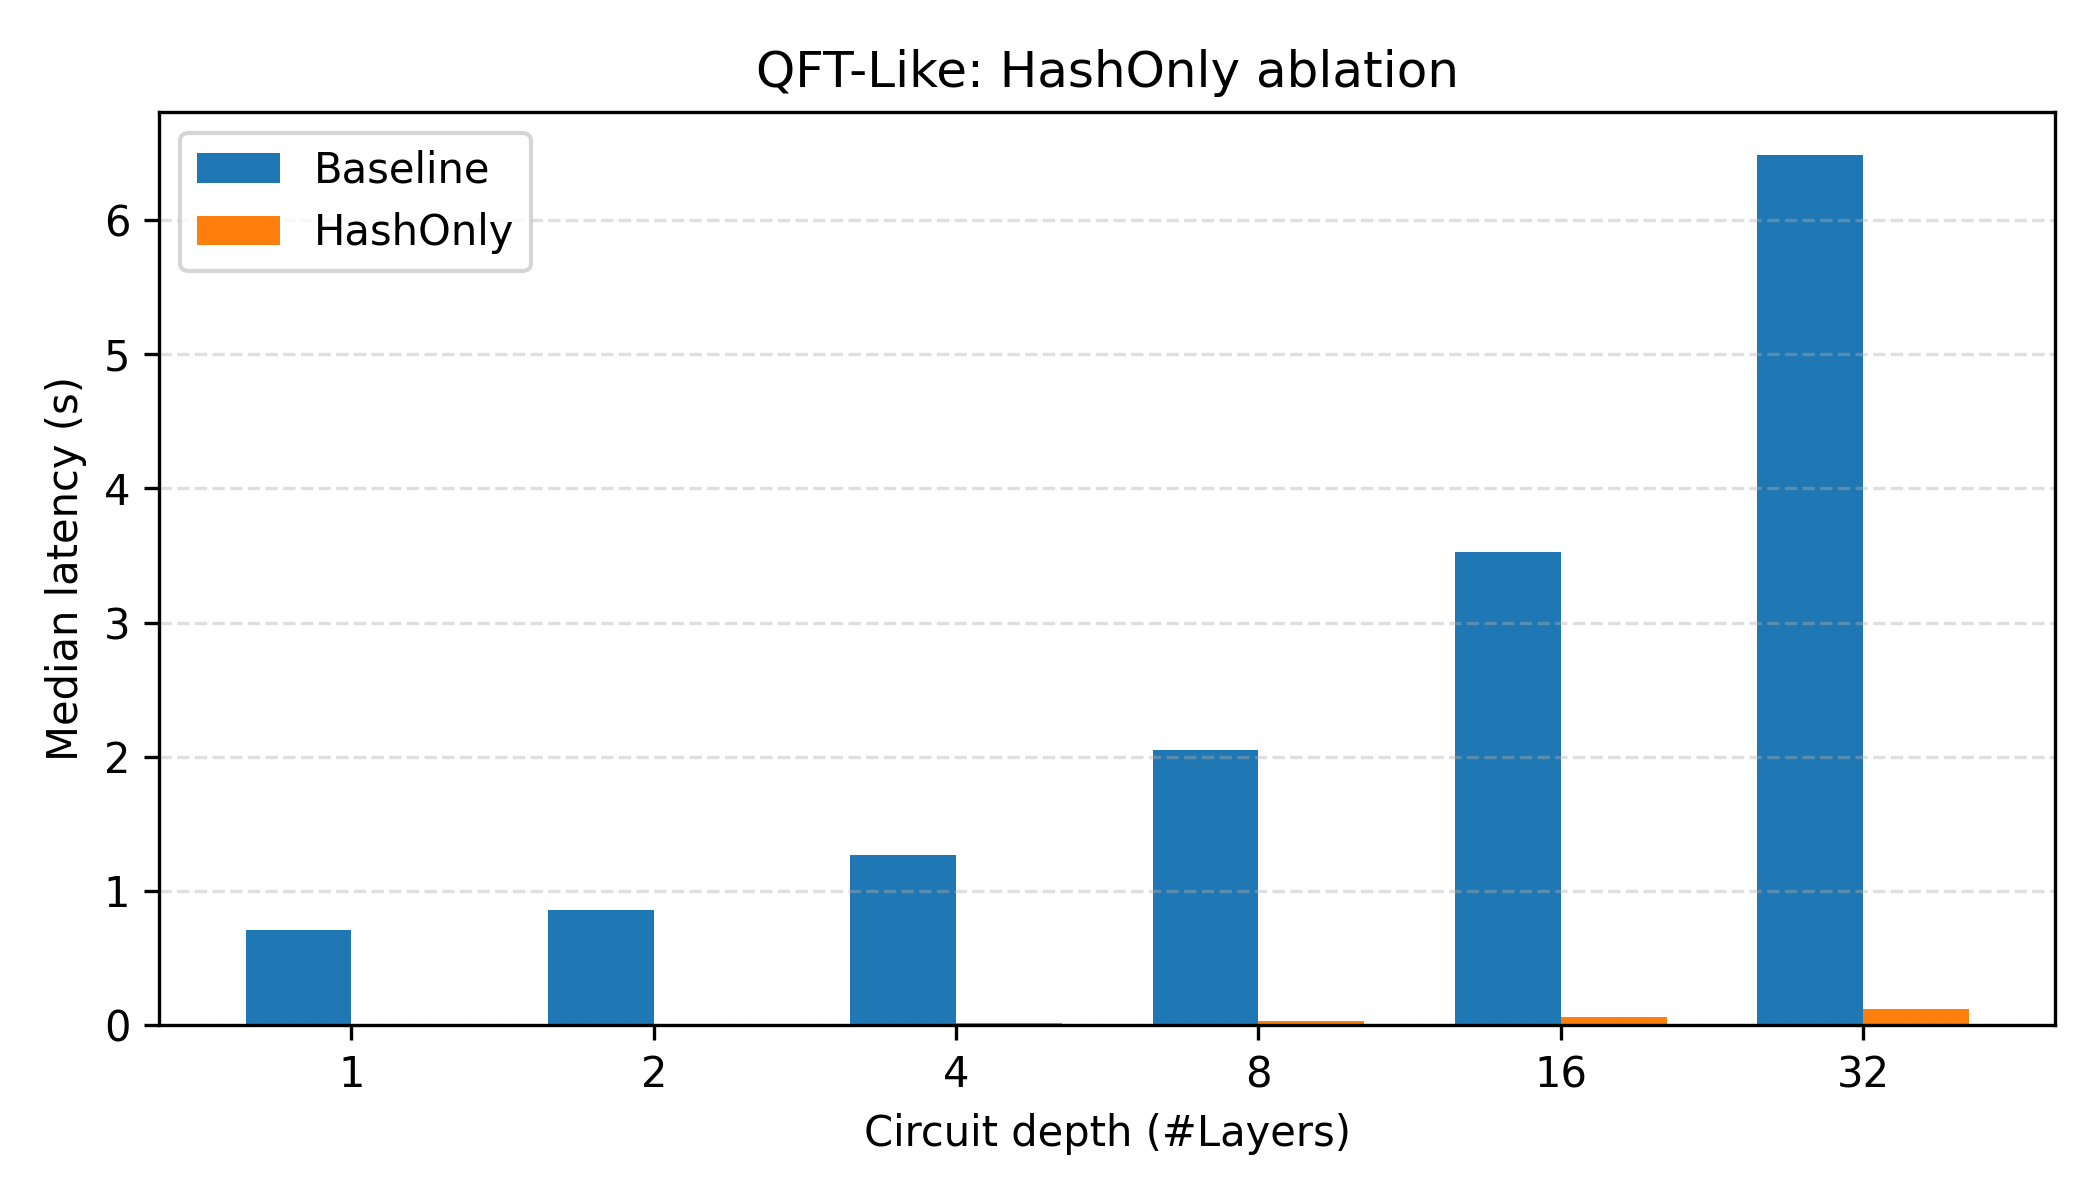 QFT-Like: HashOnly ablation
Baseline
HashOnly
Median latency (s)
6
5
4
3
2
1
0
1 2 4 8 16 32
Circuit depth (#Layers)